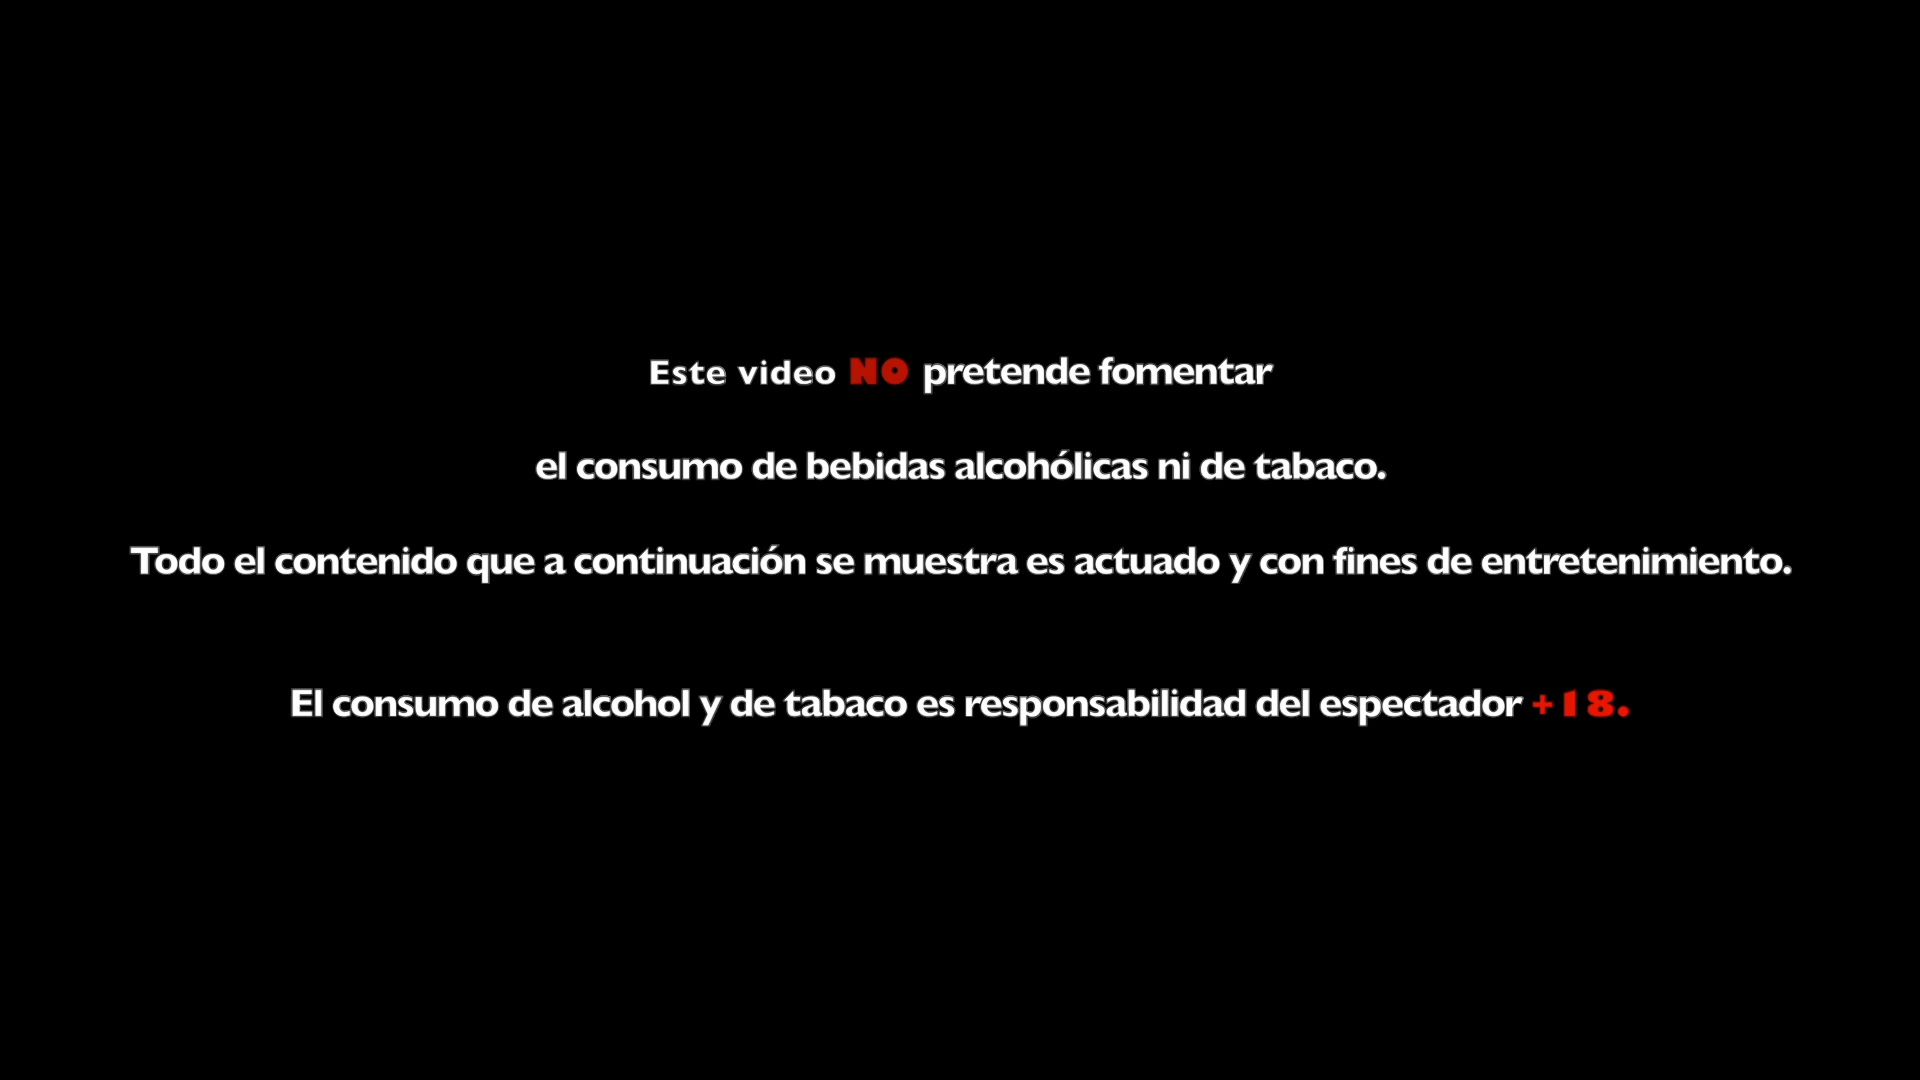 Este video NO pretende fomentar
el consumo de bebidas alcohólicas ni de tabaco.
Todo el contenido que a continuación se muestra es actuado y con fines de entretenimiento.
El consumo de alcohol y de tabaco es responsabilidad del espectador +18.